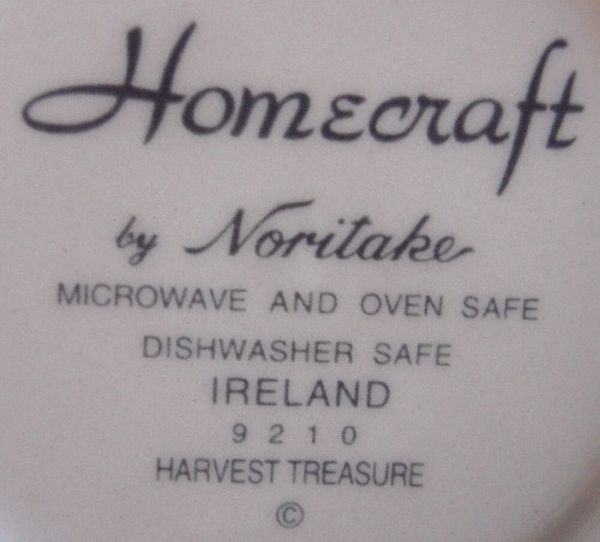 Homecraft
by Noritake
MICROWAVE AND OVEN SAFE
DISHWASHER SAFE
IRELAND
9210
HARVEST TREASURE
©